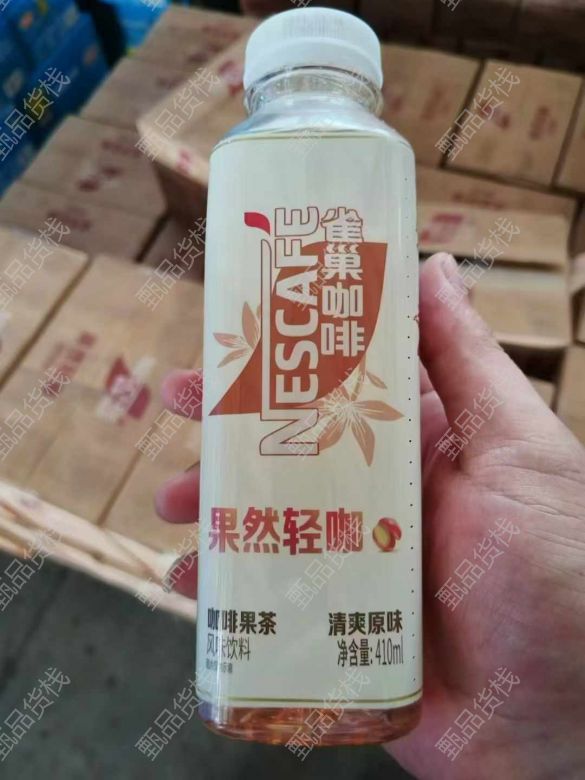 NESCAFÉ
雀巢咖啡
果然轻咖
咖啡果茶
风味饮料
清爽原味
净含量:410ml
甄品货栈